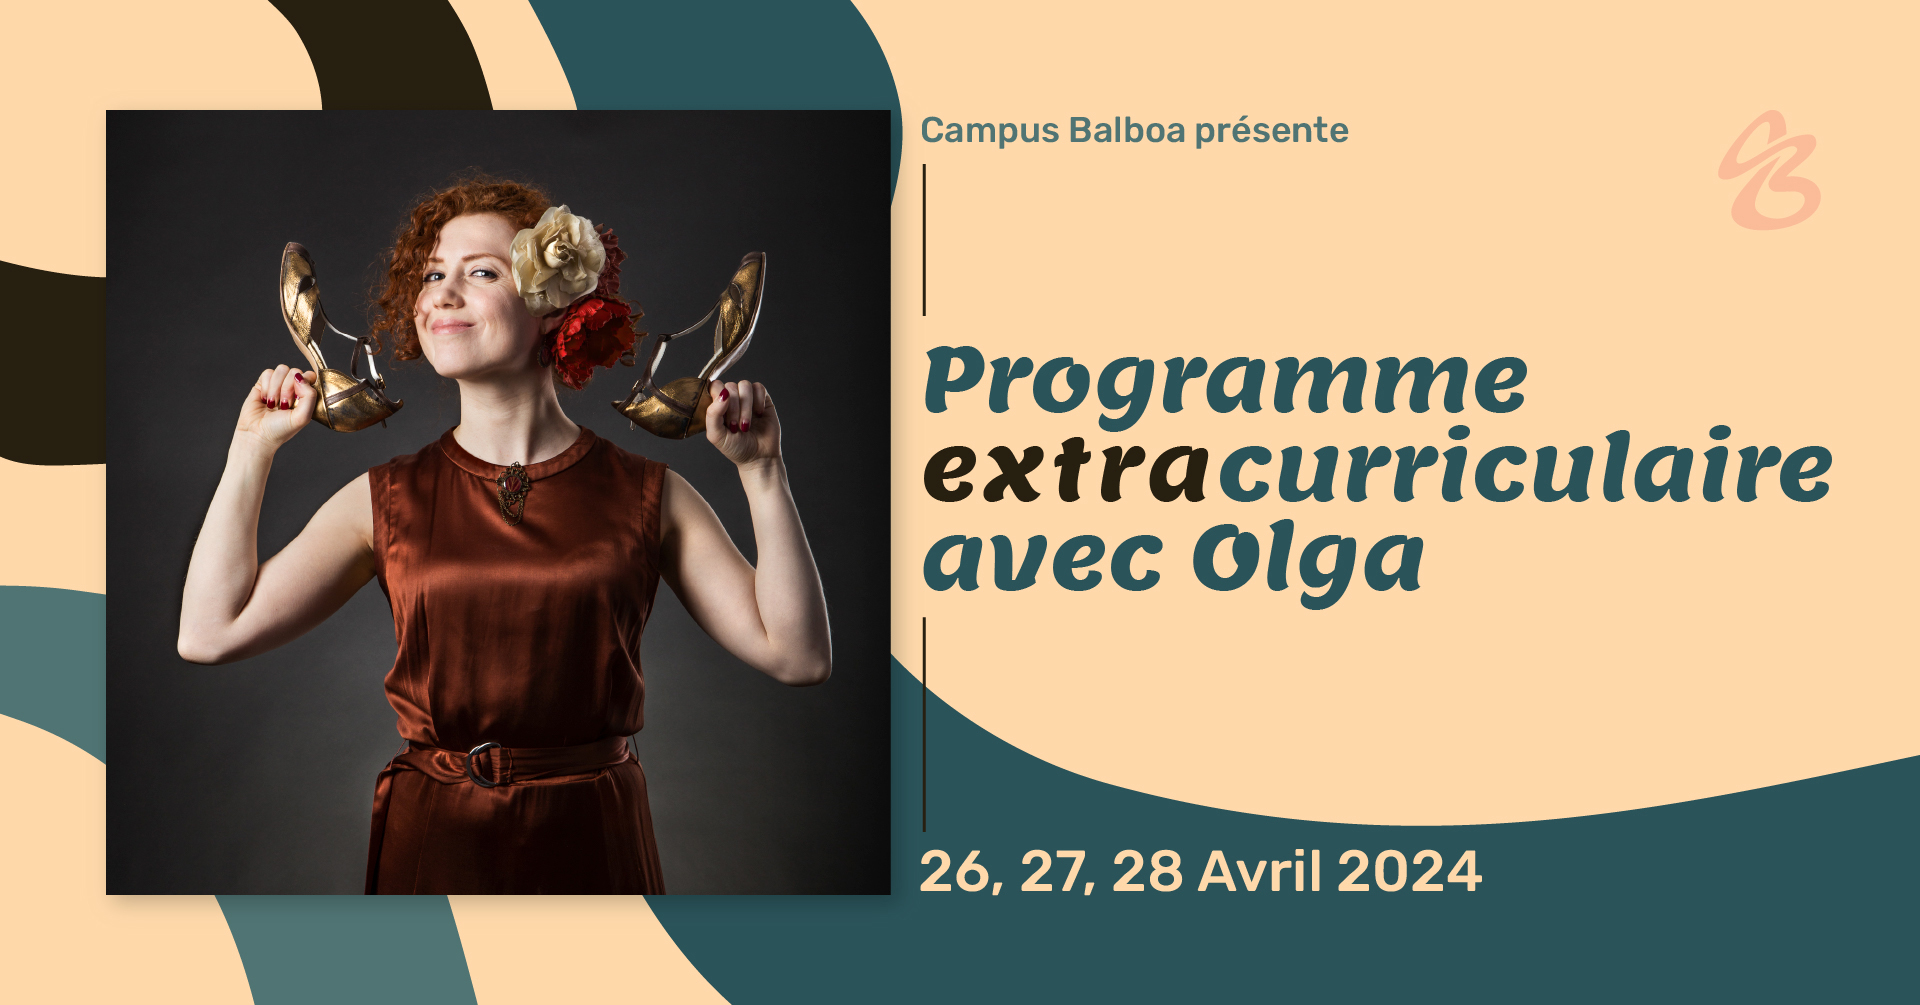 Campus Balboa présente
Programme
extracurriculaire
avec Olga
26, 27, 28 Avril 2024